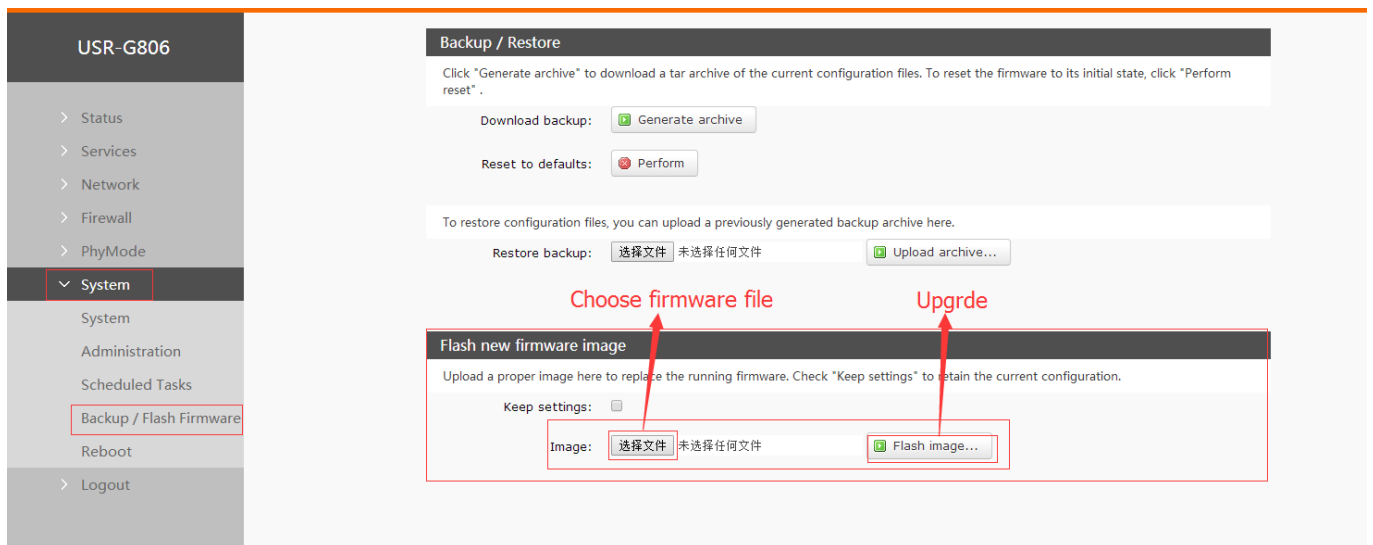 USR-G806
Status
Services
Network
Firewall
PhyMode
System
System
Administration
Scheduled Tasks
Backup / Flash Firmware
Reboot
Logout
Backup / Restore
Click "Generate archive" to download a tar archive of the current configuration files. To reset the firmware to its initial state, click "Perform
reset" .
Download backup: Generate archive
Reset to defaults: Perform
To restore configuration files, you can upload a previously generated backup archive here.
Restore backup: 选择文件 未选择任何文件 Upload archive...
Choose firmware file Upgrde
Flash new firmware image
Upload a proper image here to replace the running firmware. Check "Keep settings" to retain the current configuration.
Keep settings:
Image: 选择文件 未选择任何文件 Flash image...